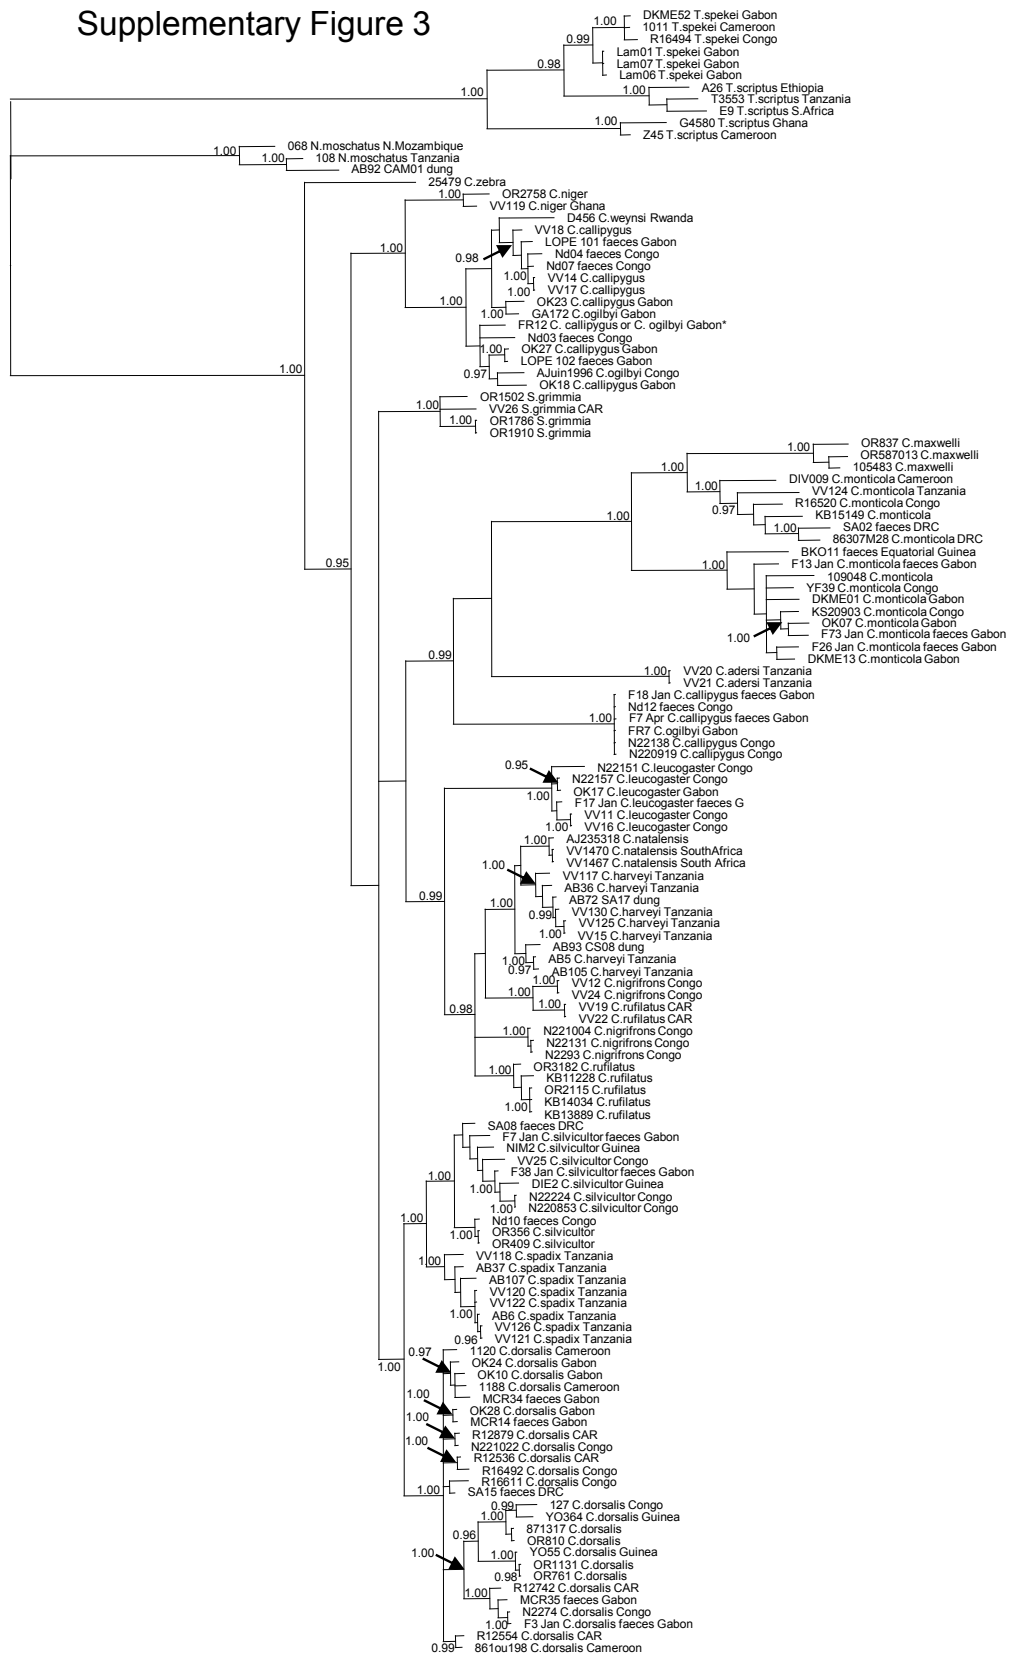 Supplementary Figure 3
DKME52 T.spekei Gabon
1.00
1011 T.spekei Cameroon
R16494 T.spekei Congo
0.99
Lam01 T.spekei Gabon
0.98
Lam07 T.spekei Gabon
Lam06 T.spekei Gabon
1.00
1.00
A26 T.scriptus Ethiopia
T3553 T.scriptus Tanzania
E9 T.scriptus S.Africa
1.00
G4580 T.scriptus Ghana
Z45 T.scriptus Cameroon
068 N.moschatus N.Mozambique
1.00
1.00
108 N.moschatus Tanzania
AB92 CAM01 dung
25479 C.zebra
1.00
OR2758 C.niger
VV119 C.niger Ghana
D456 C.weynsi Rwanda
VV18 C.callipygus
1.00
LOPE 101 faeces Gabon
0.98
Nd04 faeces Congo
Nd07 faeces Congo
1.00
VV14 C.callipygus
1.00
VV17 C.callipygus
1.00
OK23 C.callipygus Gabon
1.00
GA172 C.ogilbyi Gabon
FR12 C. callipygus or C. ogilbyi Gabon*
Nd03 faeces Congo
1.00
OK27 C.callipygus Gabon
LOPE 102 faeces Gabon
1.00
0.97
AJuin1996 C.ogilbyi Congo
OK18 C.callipygus Gabon
OR1502 S.grimmia
1.00
VV26 S.grimmia CAR
1.00
OR1786 S.grimmia
OR1910 S.grimmia
OR837 C.maxwelli
1.00
OR587013 C.maxwelli
1.00
105483 C.maxwelli
DIV009 C.monticola Cameroon
1.00
VV124 C.monticola Tanzania
R16520 C.monticola Congo
0.97
KB15149 C.monticola
1.00
1.00
SA02 faeces DRC
86307M28 C.monticola DRC
BKO11 faeces Equatorial Guinea
0.95
1.00
F13 Jan C.monticola faeces Gabon
109048 C.monticola
YF39 C.monticola Congo
DKME01 C.monticola Gabon
KS20903 C.monticola Congo
OK07 C.monticola Gabon
1.00
F73 Jan C.monticola faeces Gabon
F26 Jan C.monticola faeces Gabon
0.99
DKME13 C.monticola Gabon
1.00
VV20 C.adersi Tanzania
VV21 C.adersi Tanzania
F18 Jan C.callipygus faeces Gabon
Nd12 faeces Congo
1.00
F7 Apr C.callipygus faeces Gabon
FR7 C.ogilbyi Gabon
N22138 C.callipygus Congo
N220919 C.callipygus Congo
0.95
N22151 C.leucogaster Congo
N22157 C.leucogaster Congo
1.00
OK17 C.leucogaster Gabon
F17 Jan C.leucogaster faeces G
VV11 C.leucogaster Congo
1.00
VV16 C.leucogaster Congo
1.00
AJ235318 C.natalensis
VV1470 C.natalensis SouthAfrica
VV1467 C.natalensis South Africa
1.00
VV117 C.harveyi Tanzania
AB36 C.harveyi Tanzania
0.99
AB72 SA17 dung
1.00
0.99
VV130 C.harveyi Tanzania
VV125 C.harveyi Tanzania
1.00
VV15 C.harveyi Tanzania
AB93 CS08 dung
1.00
AB5 C.harveyi Tanzania
0.97
AB105 C.harveyi Tanzania
1.00
VV12 C.nigrifrons Congo
1.00
VV24 C.nigrifrons Congo
0.98
1.00
VV19 C.rufilatus CAR
VV22 C.rufilatus CAR
1.00
N221004 C.nigrifrons Congo
N22131 C.nigrifrons Congo
N2293 C.nigrifrons Congo
1.00
OR3182 C.rufilatus
KB11228 C.rufilatus
OR2115 C.rufilatus
1.00
KB14034 C.rufilatus
KB13889 C.rufilatus
SA08 faeces DRC
F7 Jan C.silvicultor faeces Gabon
NIM2 C.silvicultor Guinea
VV25 C.silvicultor Congo
1.00
F38 Jan C.silvicultor faeces Gabon
1.00
DIE2 C.silvicultor Guinea
N22224 C.silvicultor Congo
1.00
N220853 C.silvicultor Congo
1.00
Nd10 faeces Congo
1.00
OR356 C.silvicultor
OR409 C.silvicultor
1.00
VV118 C.spadix Tanzania
AB37 C.spadix Tanzania
AB107 C.spadix Tanzania
VV120 C.spadix Tanzania
VV122 C.spadix Tanzania
1.00
AB6 C.spadix Tanzania
VV126 C.spadix Tanzania
0.96
VV121 C.spadix Tanzania
0.97
1120 C.dorsalis Cameroon
1.00
OK24 C.dorsalis Gabon
OK10 C.dorsalis Gabon
1188 C.dorsalis Cameroon
1.00
MCR34 faeces Gabon
OK28 C.dorsalis Gabon
1.00
MCR14 faeces Gabon
R12879 C.dorsalis CAR
1.00
N221022 C.dorsalis Congo
R12536 C.dorsalis CAR
R16492 C.dorsalis Congo
R16611 C.dorsalis Congo
1.00
SA15 faeces DRC
0.99
127 C.dorsalis Congo
1.00
YO364 C.dorsalis Guinea
871317 C.dorsalis
0.96
OR810 C.dorsalis
1.00
1.00
YO55 C.dorsalis Guinea
OR1131 C.dorsalis
0.98
OR761 C.dorsalis
1.00
R12742 C.dorsalis CAR
MCR35 faeces Gabon
N2274 C.dorsalis Congo
1.00
F3 Jan C.dorsalis faeces Gabon
R12554 C.dorsalis CAR
0.99
861ou198 C.dorsalis Cameroon